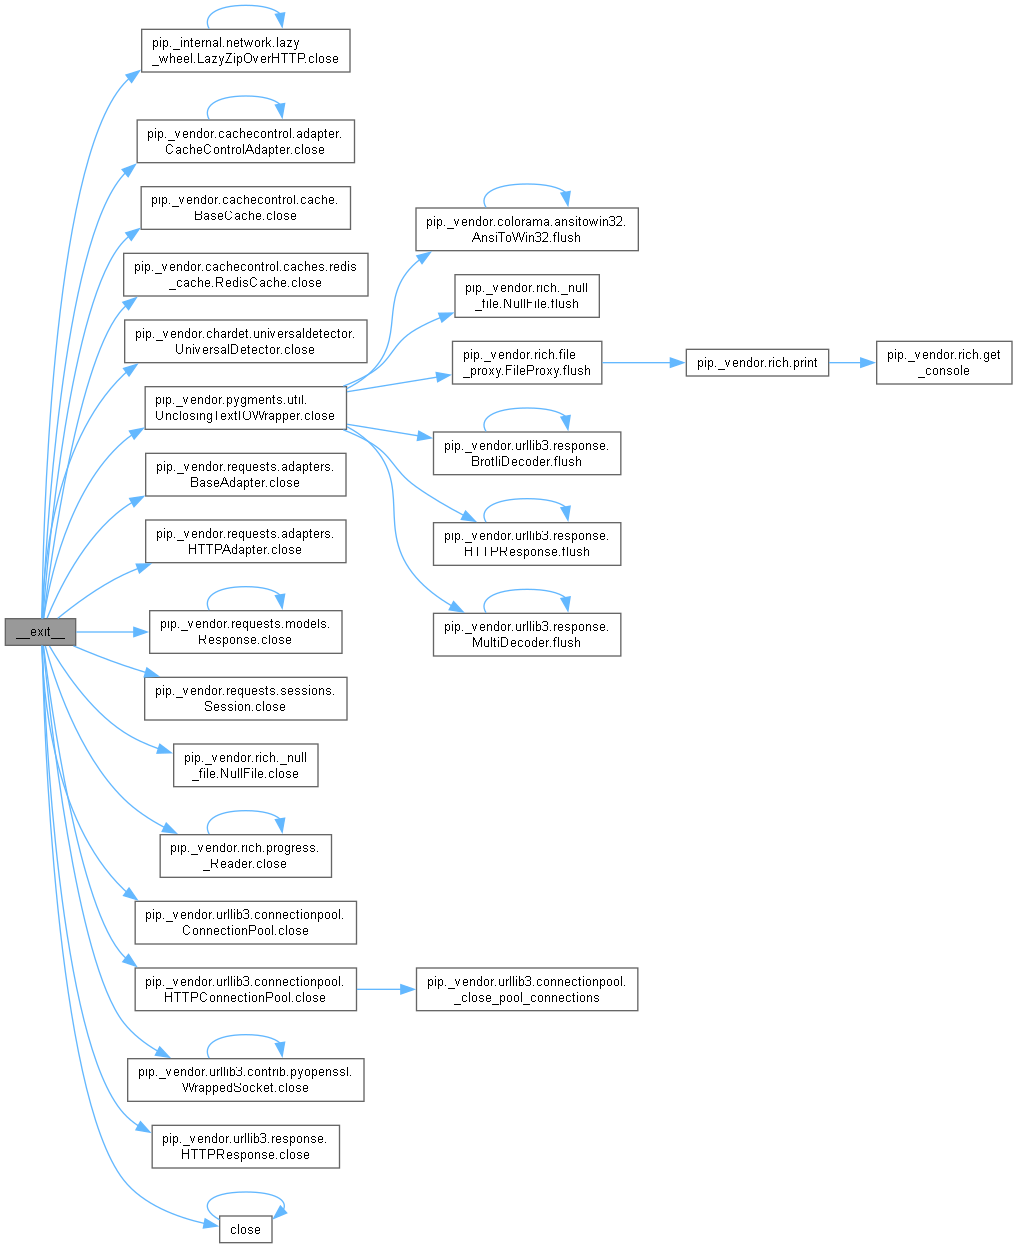 pip._internal.network.lazy
_wheel.LazyZipOverHTTP.close
pip._vendor.cachecontrol.adapter.
CacheControlAdapter.close
pip._vendor.cachecontrol.cache.
BaseCache.close
pip._vendor.cachecontrol.caches.redis
_cache.RedisCache.close
pip._vendor.chardet.universaldetector.
UniversalDetector.close
pip._vendor.pygments.util.
UnclosingTextIOWrapper.close
pip._vendor.requests.adapters.
BaseAdapter.close
pip._vendor.requests.adapters.
HTTPAdapter.close
__exit__
pip._vendor.requests.models.
Response.close
pip._vendor.requests.sessions.
Session.close
pip._vendor.rich._null
_file.NullFile.close
pip._vendor.rich.progress.
_Reader.close
pip._vendor.urllib3.connectionpool.
ConnectionPool.close
pip._vendor.urllib3.connectionpool.
HTTPConnectionPool.close
pip._vendor.urllib3.contrib.pyopenssl.
WrappedSocket.close
pip._vendor.urllib3.response.
HTTPResponse.close
close
pip._vendor.colorama.ansitowin32.
AnsiToWin32.flush
pip._vendor.rich._null
_file.NullFile.flush
pip._vendor.rich.file
_proxy.FileProxy.flush
pip._vendor.urllib3.response.
BrotliDecoder.flush
pip._vendor.urllib3.response.
HTTPResponse.flush
pip._vendor.urllib3.response.
MultiDecoder.flush
pip._vendor.urllib3.connectionpool.
_close_pool_connections
pip._vendor.rich.print
pip._vendor.rich.get
_console